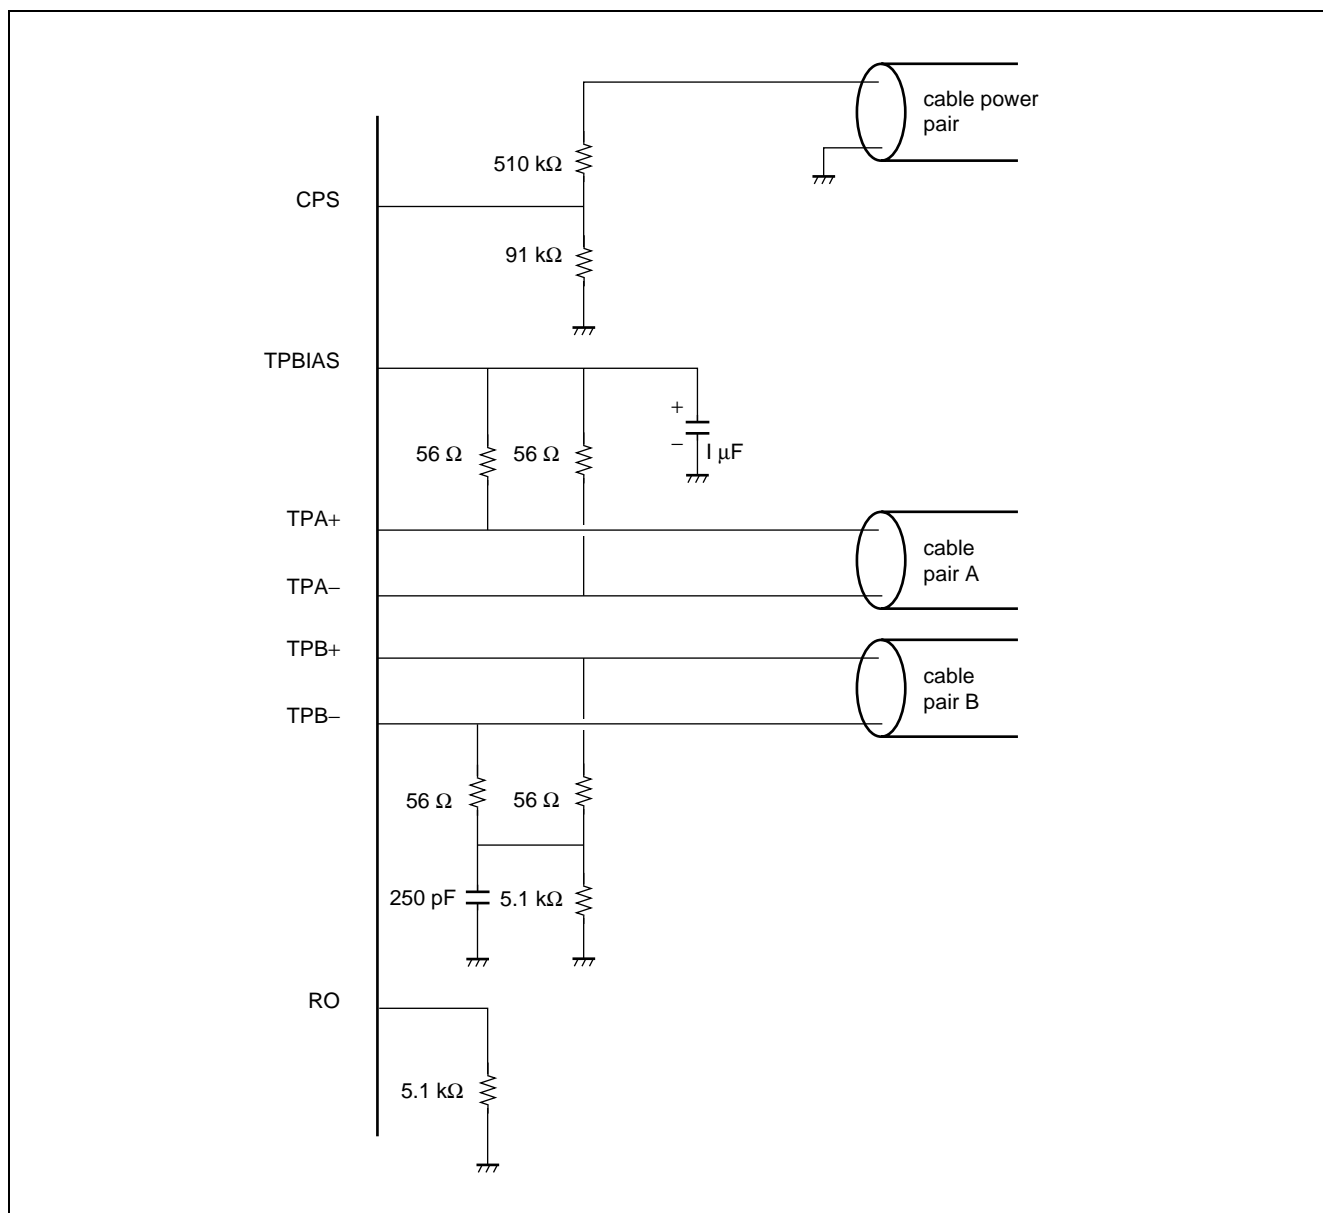 cable power
pair
510 kΩ
CPS
91 kΩ
TPBIAS
+
−
56 Ω
56 Ω
I µF
TPA+
cable
pair A
TPA−
TPB+
cable
pair B
TPB−
56 Ω
56 Ω
250 pF
5.1 kΩ
RO
5.1 kΩ